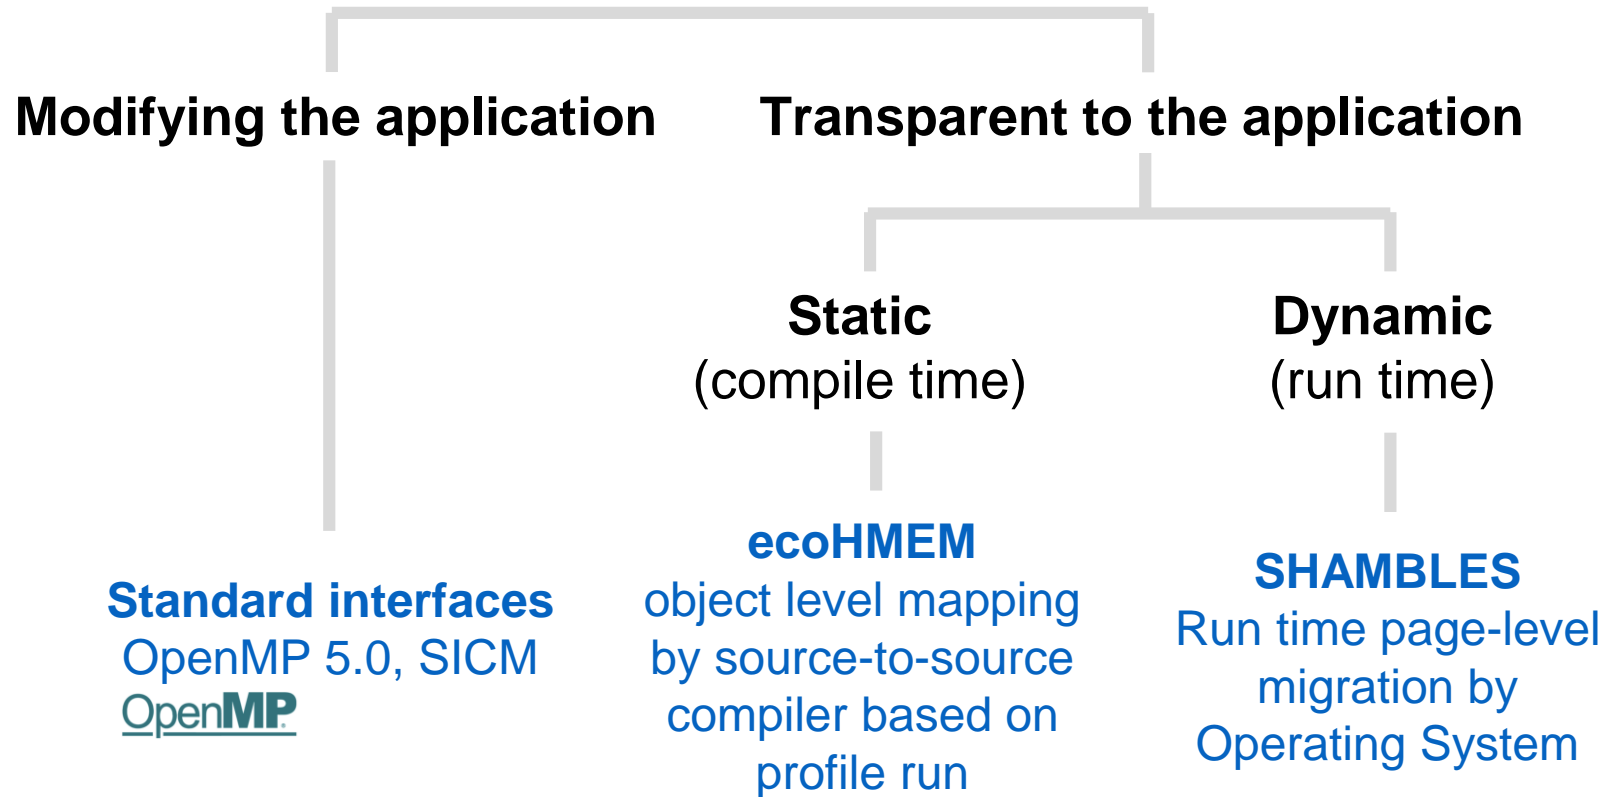 Modifying the application
Transparent to the application
Static
(compile time)
Dynamic
(run time)
Standard interfaces
OpenMP 5.0, SICM
OpenMP
ecoHMEM
object level mapping
by source-to-source
compiler based on
profile run
SHAMBLES
Run time page-level
migration by
Operating System